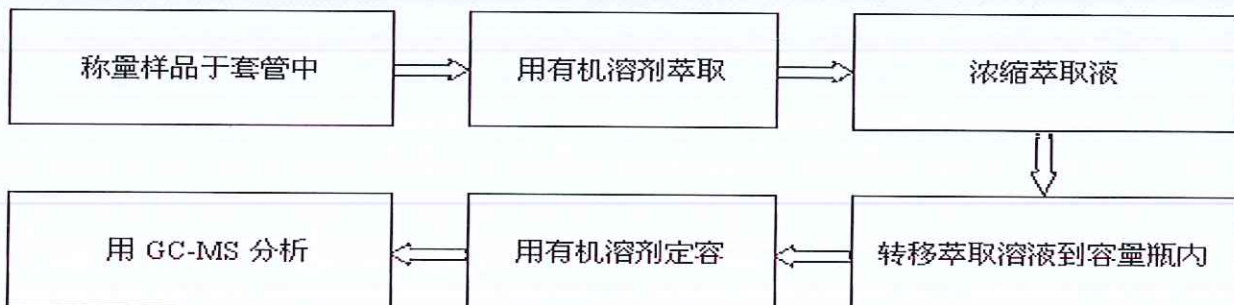 称量样品于套管中
用有机溶剂萃取
浓缩萃取液
转移萃取溶液到容量瓶内
用有机溶剂定容
用 GC-MS 分析